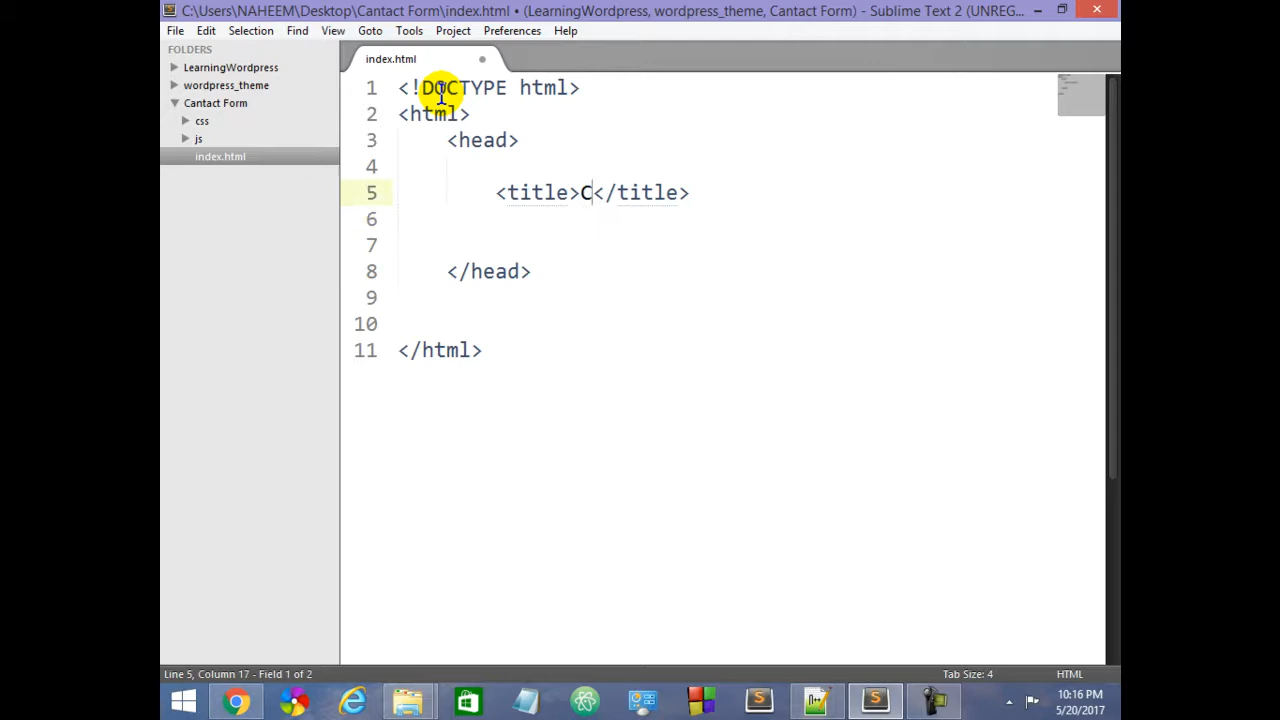 C:\Users\NAHEEM\Desktop\Cantact Form\index.html • (LearningWordpress, wordpress_theme, Cantact Form) - Sublime Text 2 (UNREG...
File Edit Selection Find View Goto Tools Project Preferences Help
FOLDERS
LearningWordpress
wordpress_theme
Cantact Form
css
js
index.html
index.html
1 <!DOCTYPE html>
2 <html>
3 <head>
4
5 <title>C</title>
6
7
8 </head>
9
10
11 </html>
Line 5, Column 17 - Field 1 of 2
Tab Size: 4
HTML
10:16 PM
5/20/2017